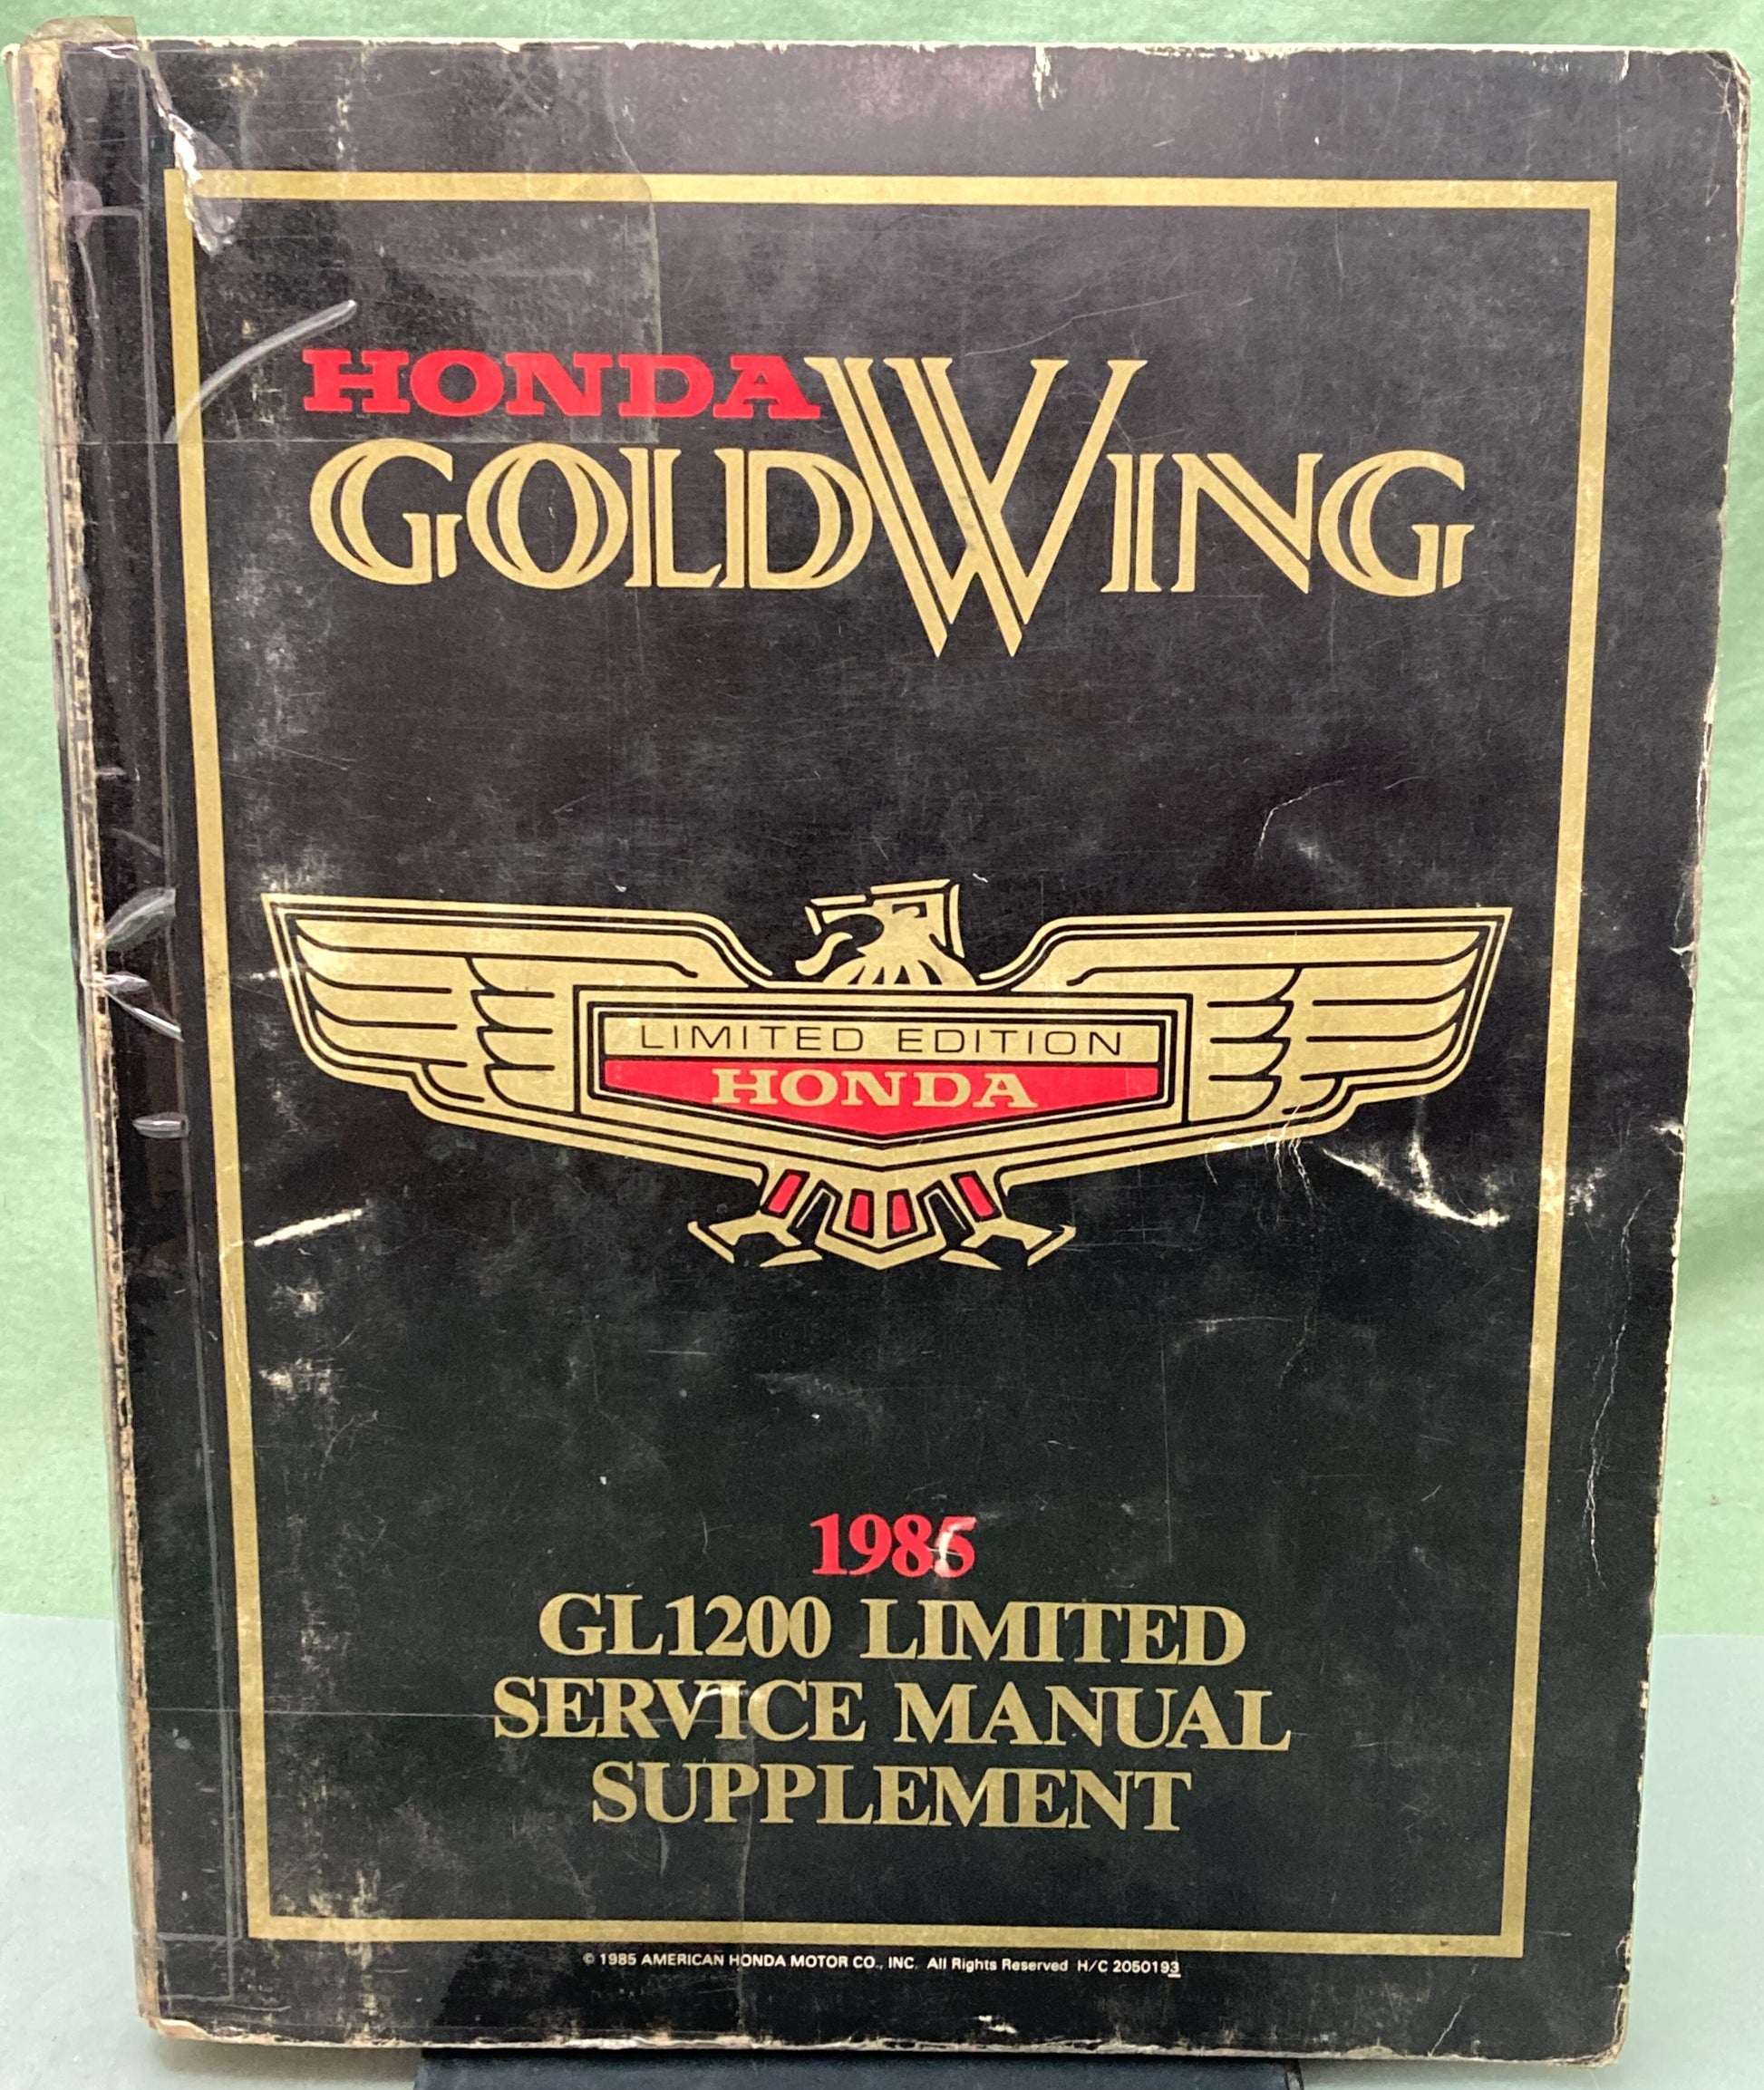 HONDA
GOLDWING
LIMITED EDITION
HONDA
1985
GL1200 LIMITED
SERVICE MANUAL
SUPPLEMENT
© 1985 AMERICAN HONDA MOTOR CO., INC. All Rights Reserved H/C 2050193